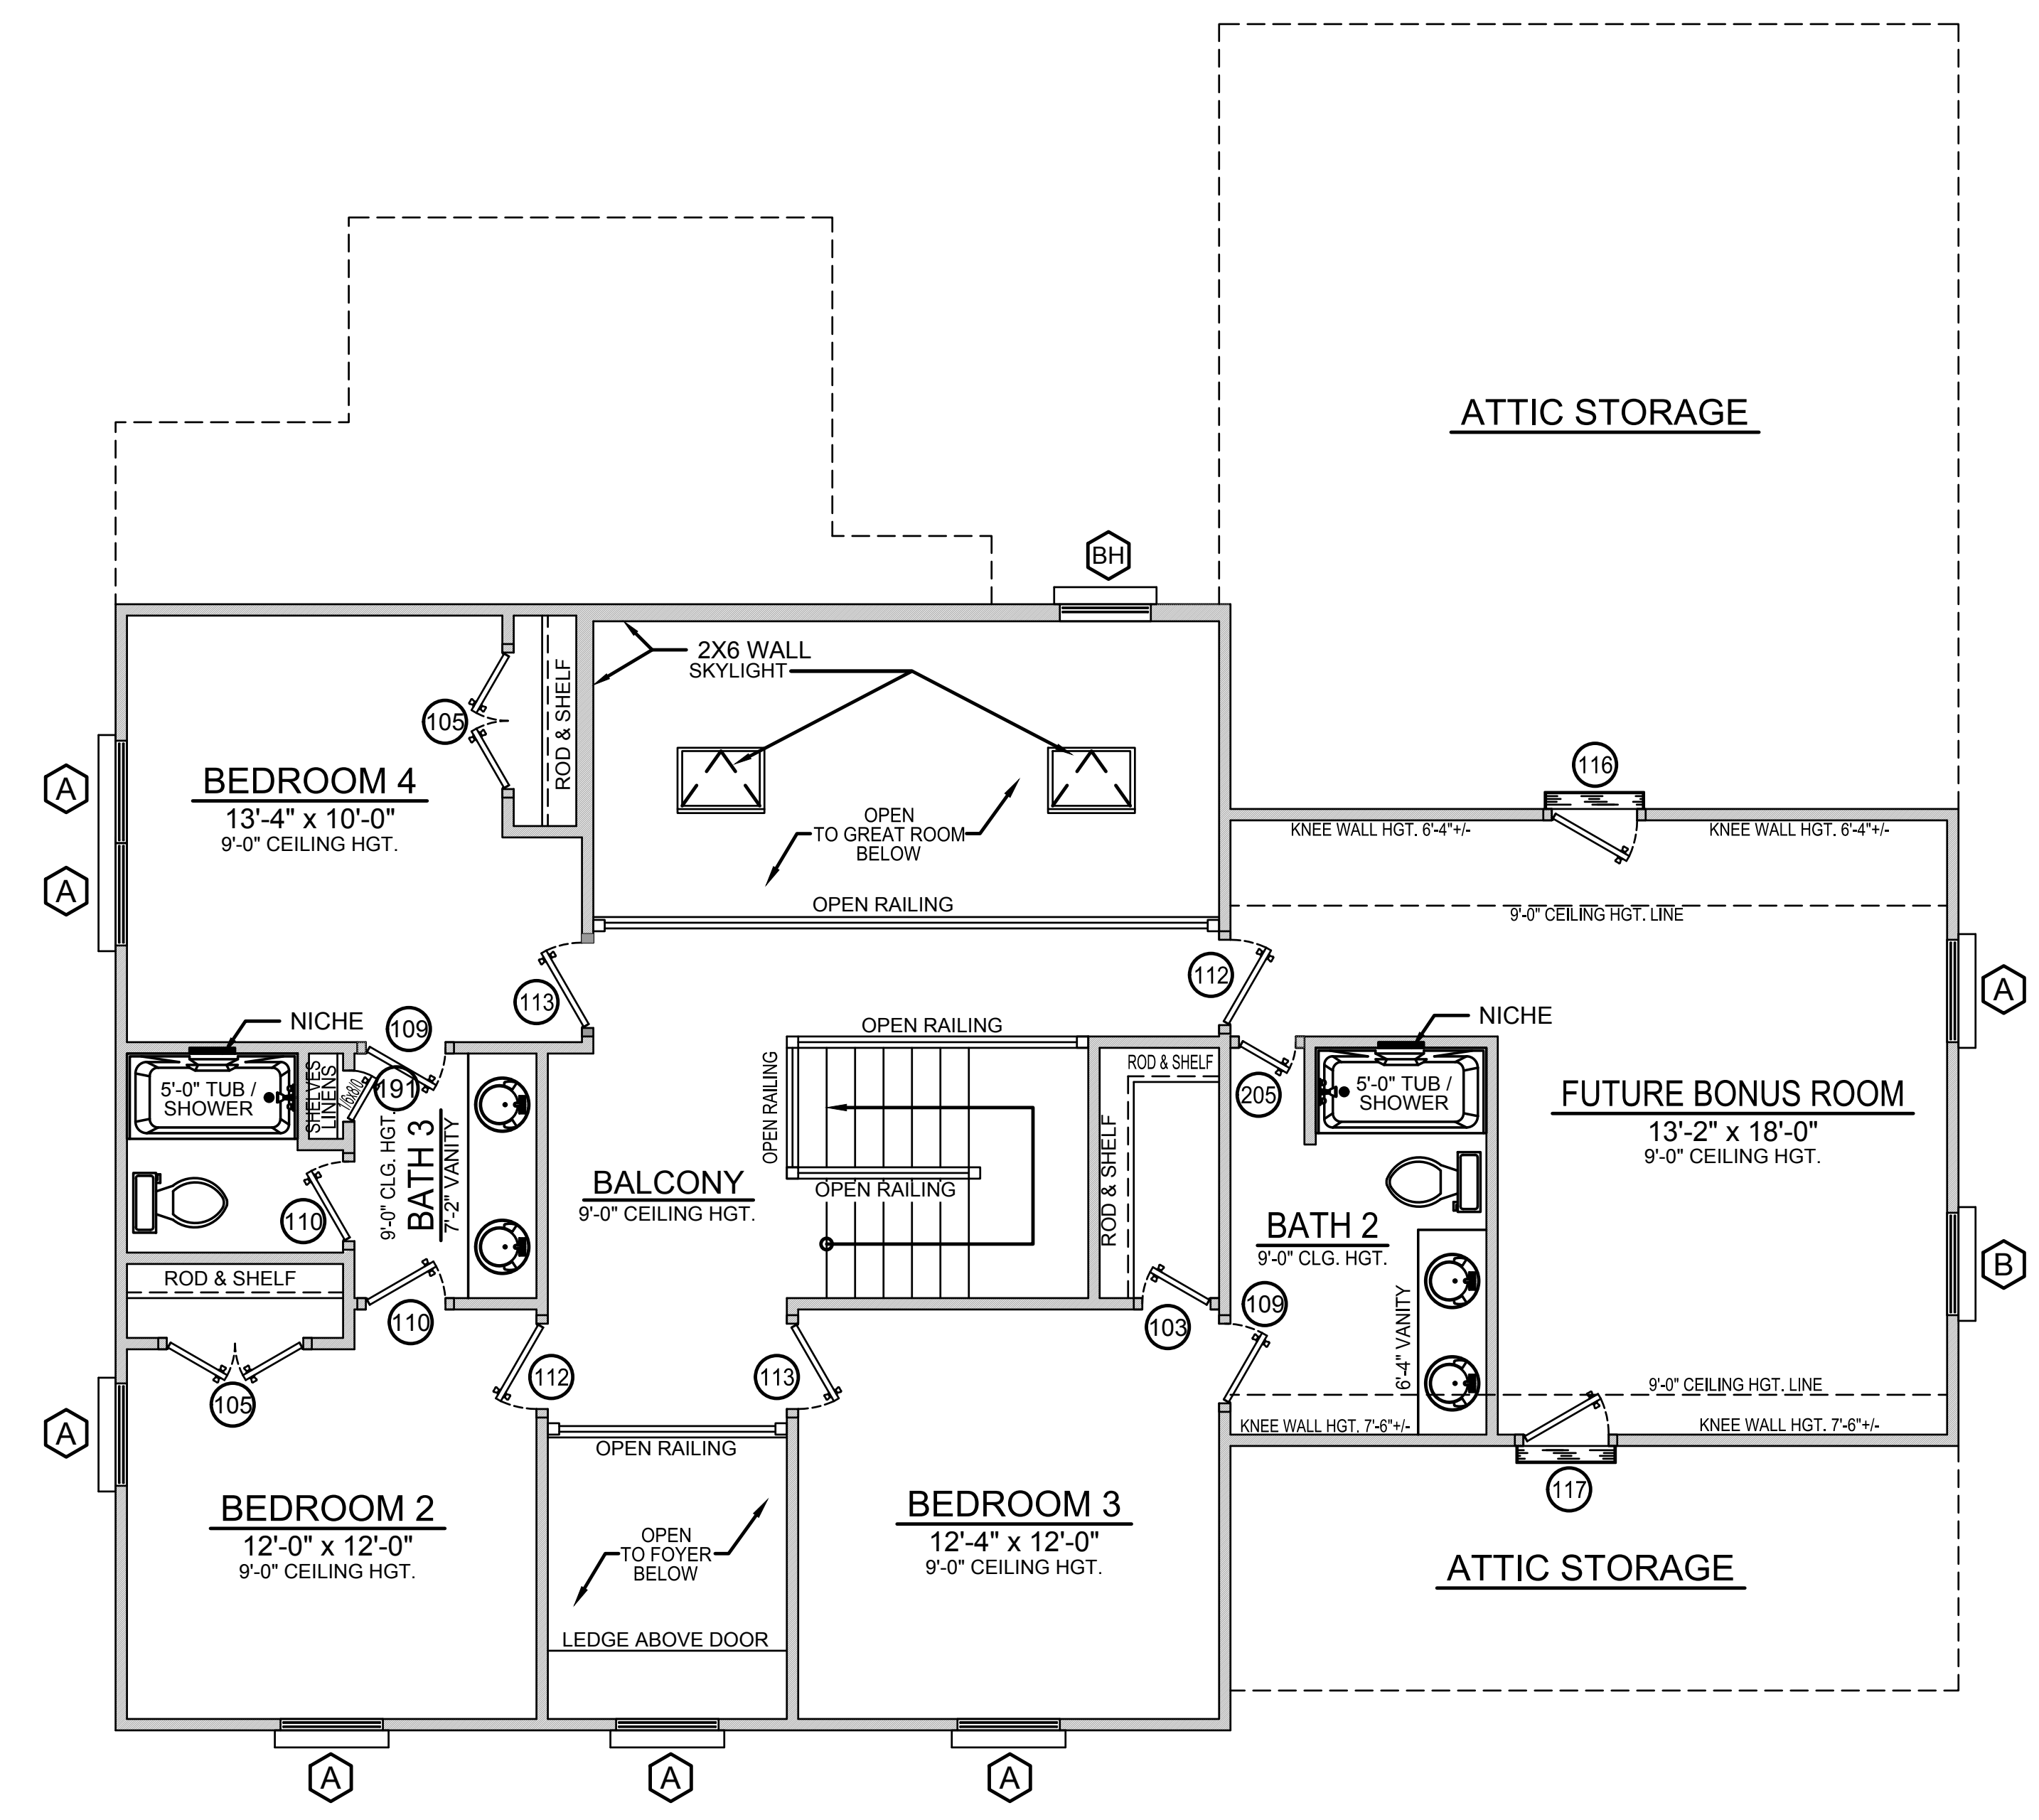 ATTIC STORAGE
BH
2X6 WALL
SKYLIGHT
ROD & SHELF
105
A
BEDROOM 4
13'-4" x 10'-0"
9'-0" CEILING HGT.
A
OPEN
TO GREAT ROOM
BELOW
OPEN RAILING
116
KNEE WALL HGT. 6'-4"+/-
KNEE WALL HGT. 6'-4"+/-
9'-0" CEILING HGT. LINE
113
112
A
NICHE
109
OPEN RAILING
NICHE
5'-0" TUB /
SHOWER
SHELVES
LINENS
1/6x8/0
191
9'-0" CLG. HGT.
BATH 3
7'-2" VANITY
OPEN RAILING
ROD & SHELF
ROD & SHELF
205
5'-0" TUB /
SHOWER
FUTURE BONUS ROOM
13'-2" x 18'-0"
9'-0" CEILING HGT.
BALCONY
9'-0" CEILING HGT.
OPEN RAILING
110
BATH 2
9'-0" CLG. HGT.
B
ROD & SHELF
110
103
109
6'-4" VANITY
105
112
113
9'-0" CEILING HGT. LINE
KNEE WALL HGT. 7'-6"+/-
KNEE WALL HGT. 7'-6"+/-
A
OPEN RAILING
117
BEDROOM 2
12'-0" x 12'-0"
9'-0" CEILING HGT.
OPEN
TO FOYER
BELOW
BEDROOM 3
12'-4" x 12'-0"
9'-0" CEILING HGT.
ATTIC STORAGE
LEDGE ABOVE DOOR
A
A
A